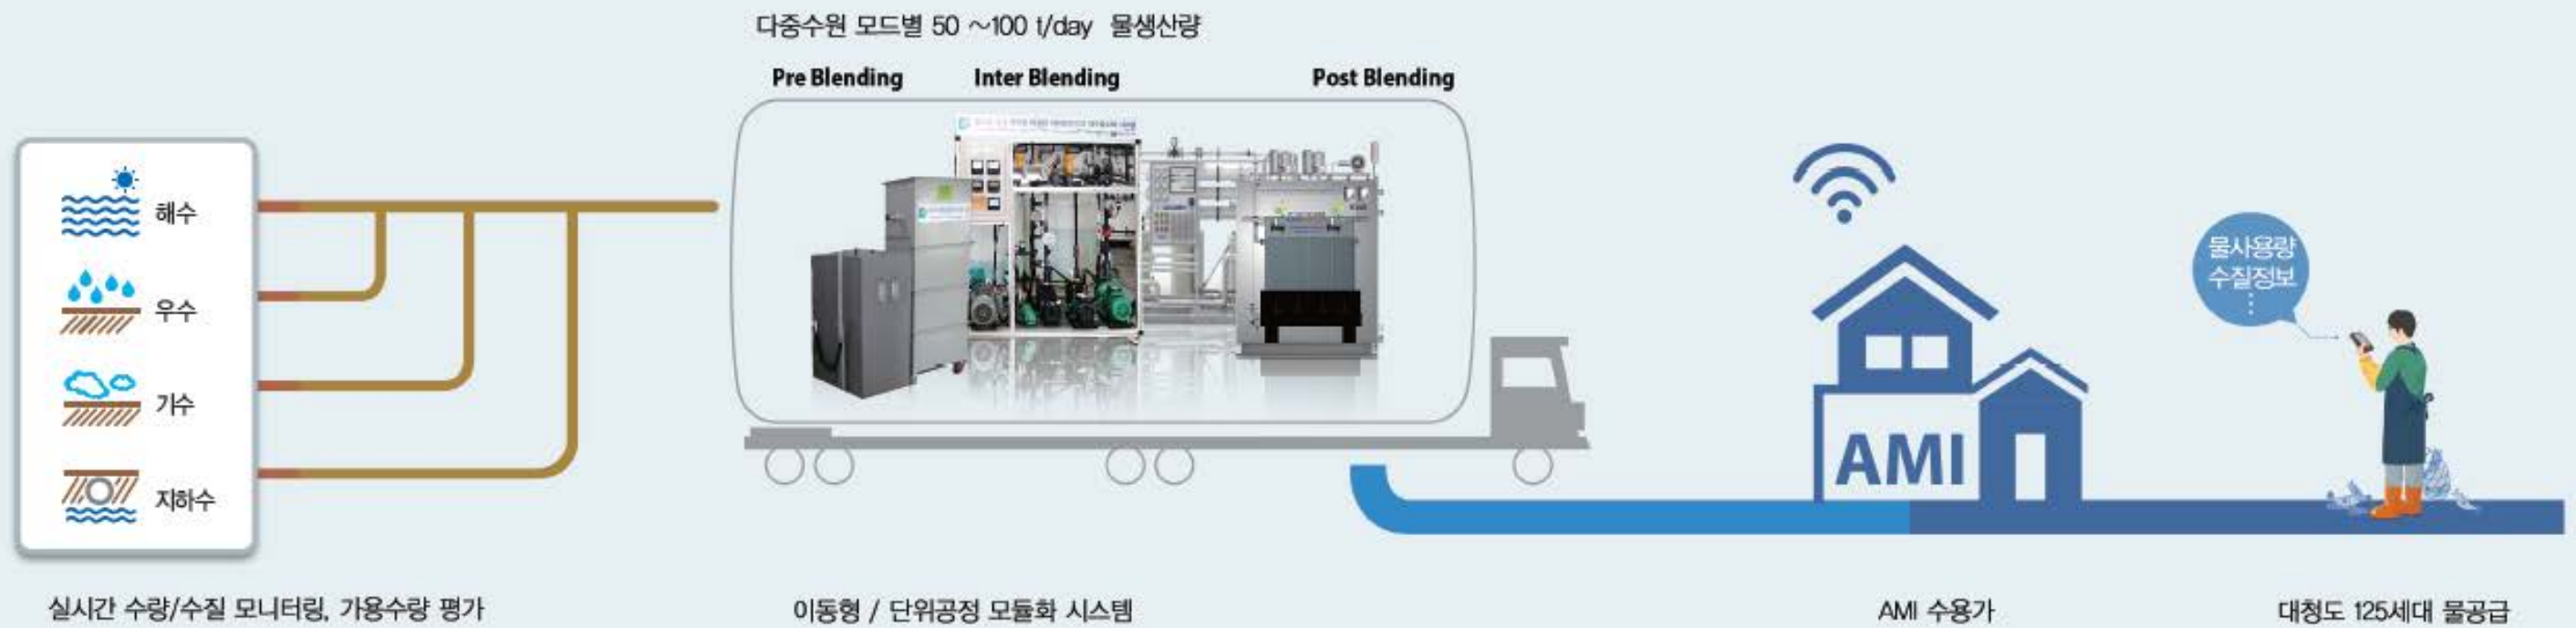 다중수원 모드별 50 ~100 t/day 물생산량
Pre Blending
Inter Blending
Post Blending
해수
우수
기수
지하수
AMI
물사용량
수질정보
⋮
실시간 수량/수질 모니터링, 가용수량 평가
이동형 / 단위공정 모듈화 시스템
AMI 수용가
대청도 125세대 물공급